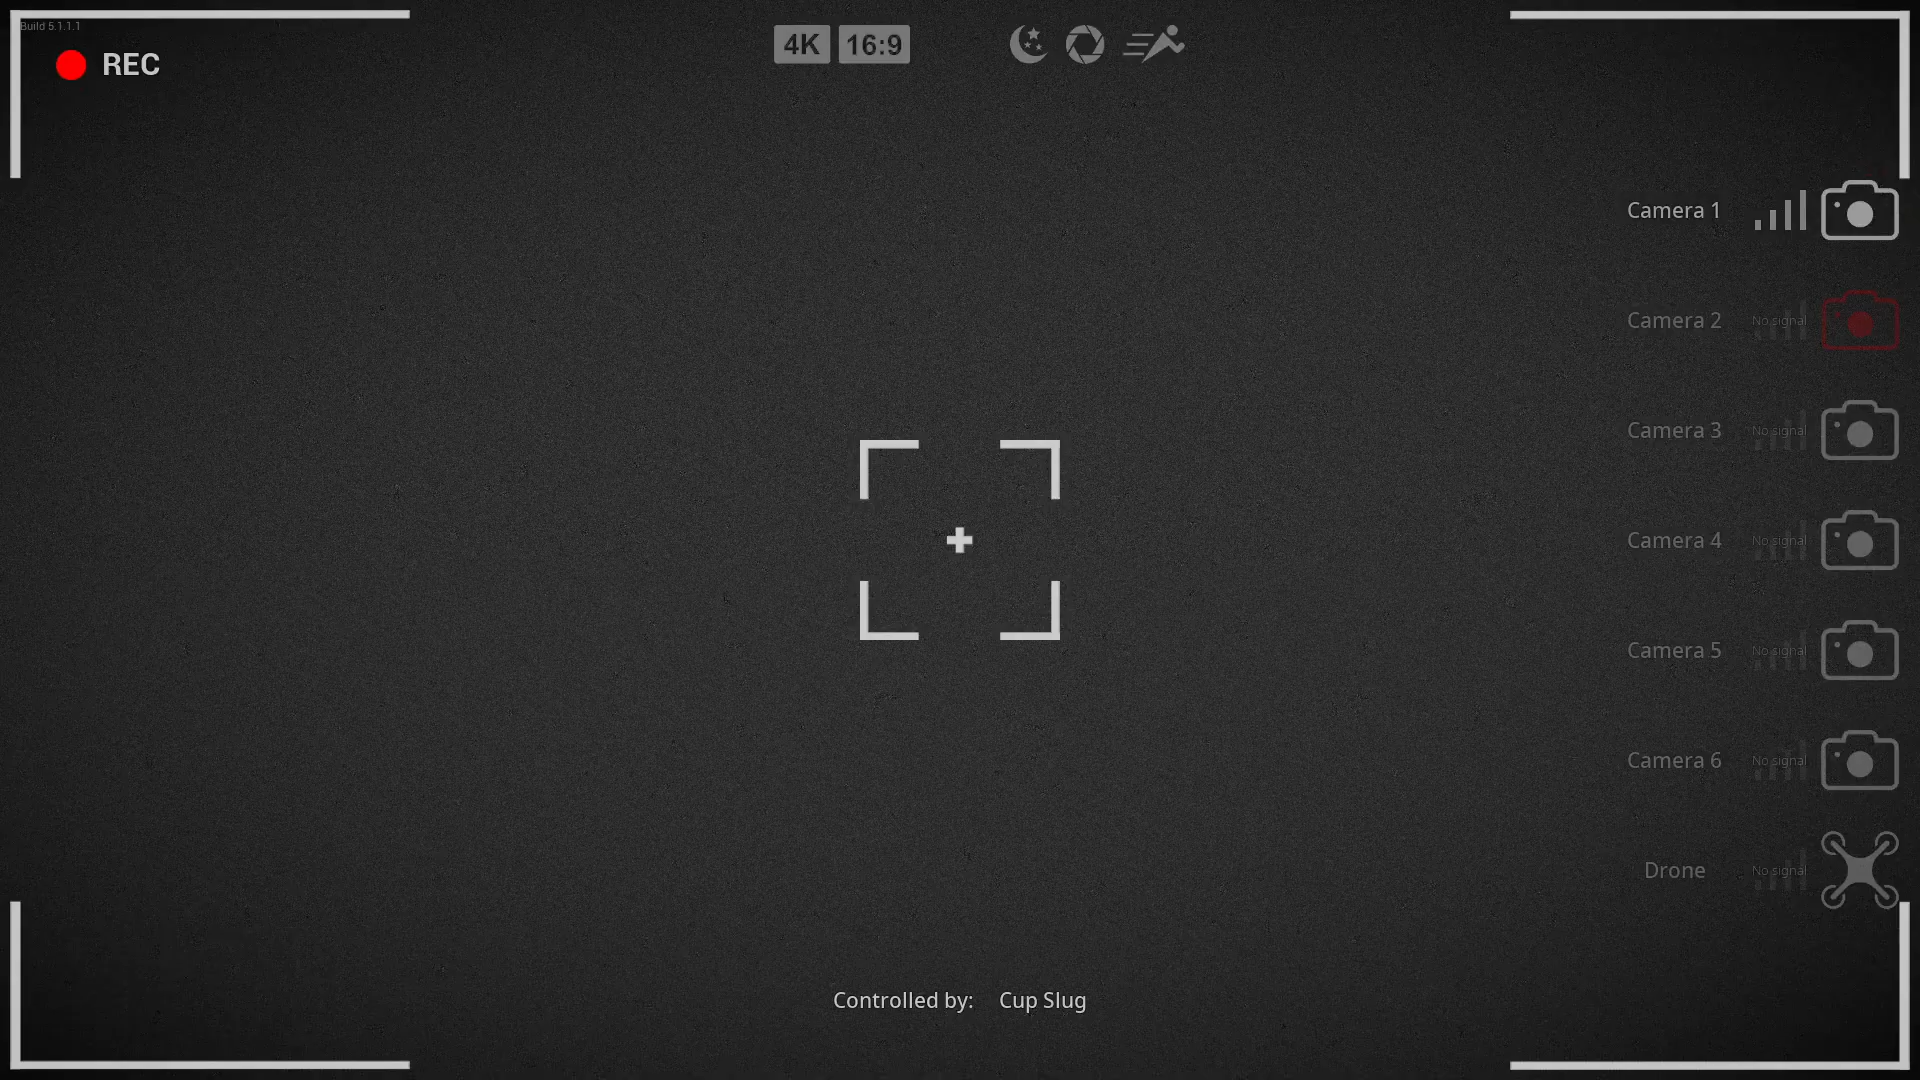 Build 5.1.1.1
REC
4K 16:9
Camera 1
Camera 2 No signal
Camera 3 No signal
Camera 4 No signal
Camera 5 No signal
Camera 6 No signal
Drone No signal
Controlled by: Cup Slug